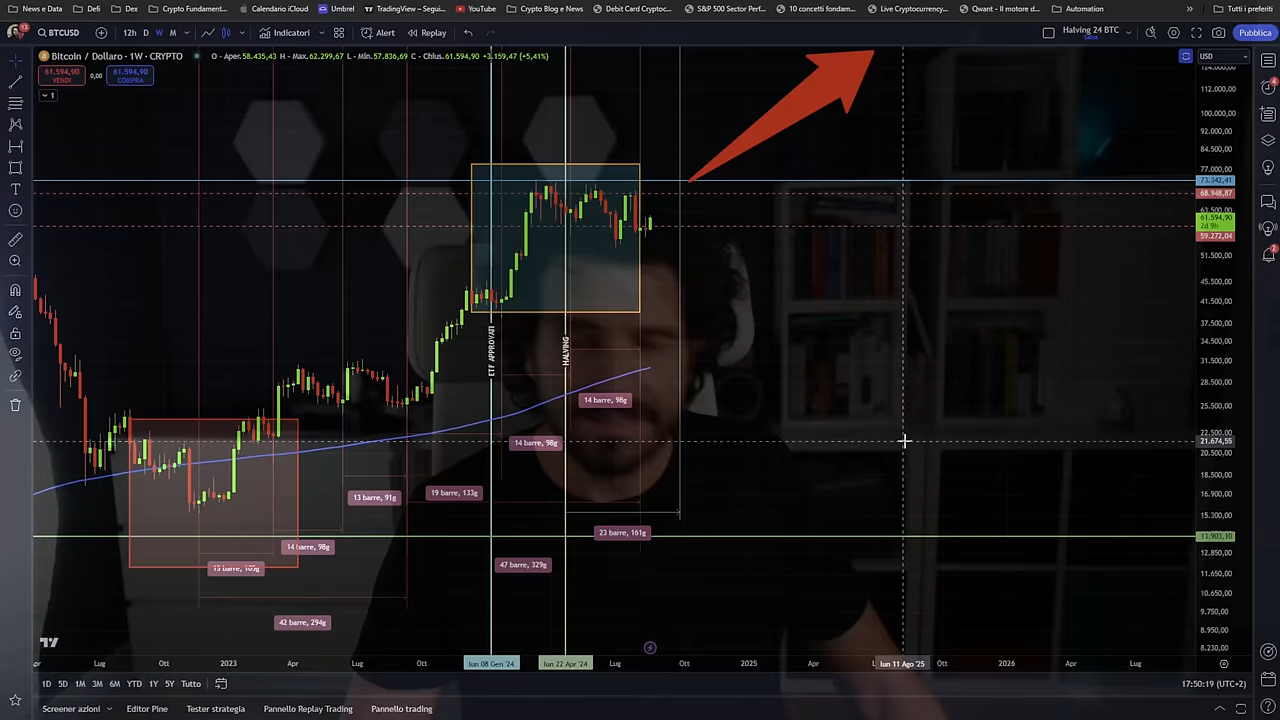 News e Data Defi Dex Crypto Fundament... Calendario iCloud Umbrel TradingView – Segui... YouTube Crypto Blog e News Debit Card Cryptoc... S&P 500 Sector Perf... 10 concetti fondam... Live Cryptocurrency... Qwant - Il motore d... Automation » Tutti i preferiti
13 BTCUSD 12h D W M Indicatori Alert Replay Halving 24 BTC Salva Pubblica
Bitcoin / Dollaro · 1W · CRYPTO O - Aper. 58.435,43 H - Max. 62.299,67 L - Min. 57.836,69 C - Chius. 61.594,90 +3.159,47 (+5,41%) USD
61.594,90 0,00 61.594,90
VENDI COMPRA
1
124.000,00
112.000,00
100.000,00
92.000,00
84.500,00
77.000,00
73.342,41
68.948,87
63.500,00
61.594,90
2d 9h
59.272,04
51.500,00
45.500,00
41.500,00
37.500,00
34.500,00
31.500,00
28.500,00
25.500,00
22.500,00
21.674,55
20.500,00
18.500,00
16.900,00
15.300,00
13.903,10
12.850,00
11.650,00
10.650,00
9.750,00
8.950,00
8.230,00
ETF APPROVATI
HALVING
14 barre, 98g
14 barre, 98g
19 barre, 133g
13 barre, 91g
23 barre, 161g
14 barre, 98g
47 barre, 329g
15 barre, 105g
42 barre, 294g
Lug Ott 2023 Apr Lug Ott lun 08 Gen '24 lun 22 Apr '24 Lug Ott 2025 Apr lun 11 Ago '25 Ott 2026 Apr Lug
1D 5D 1M 3M 6M YTD 1Y 5Y Tutto 17:50:19 (UTC+2)
Screener azioni Editor Pine Tester strategia Pannello Replay Trading Pannello trading
4
2